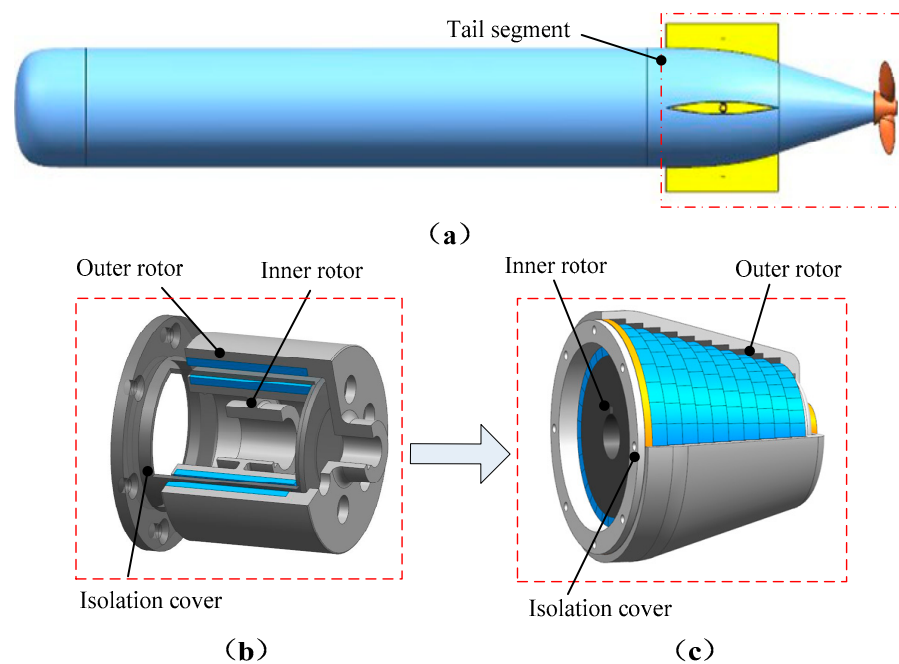 Tail segment
（a）
Outer rotor
Inner rotor
Isolation cover
（b）
Inner rotor
Outer rotor
Isolation cover
（c）